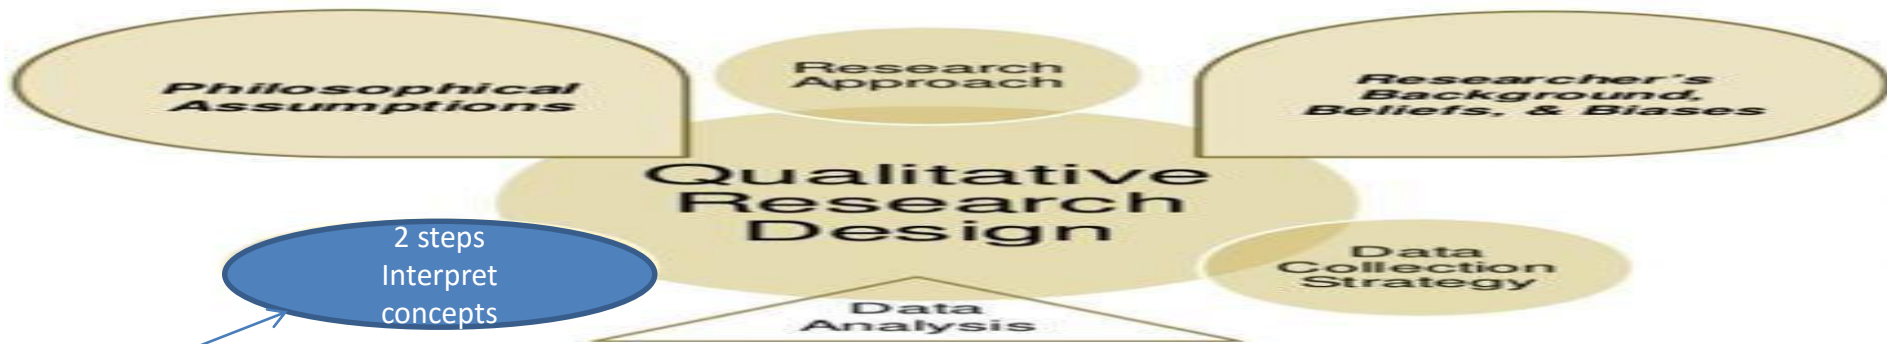 Philosophical
Assumptions
Research
Approach
Researcher's
Background,
Beliefs, & Biases
Qualitative
Research
Design
2 steps
Interpret
concepts
Data
Collection
Strategy
Data
Analysis